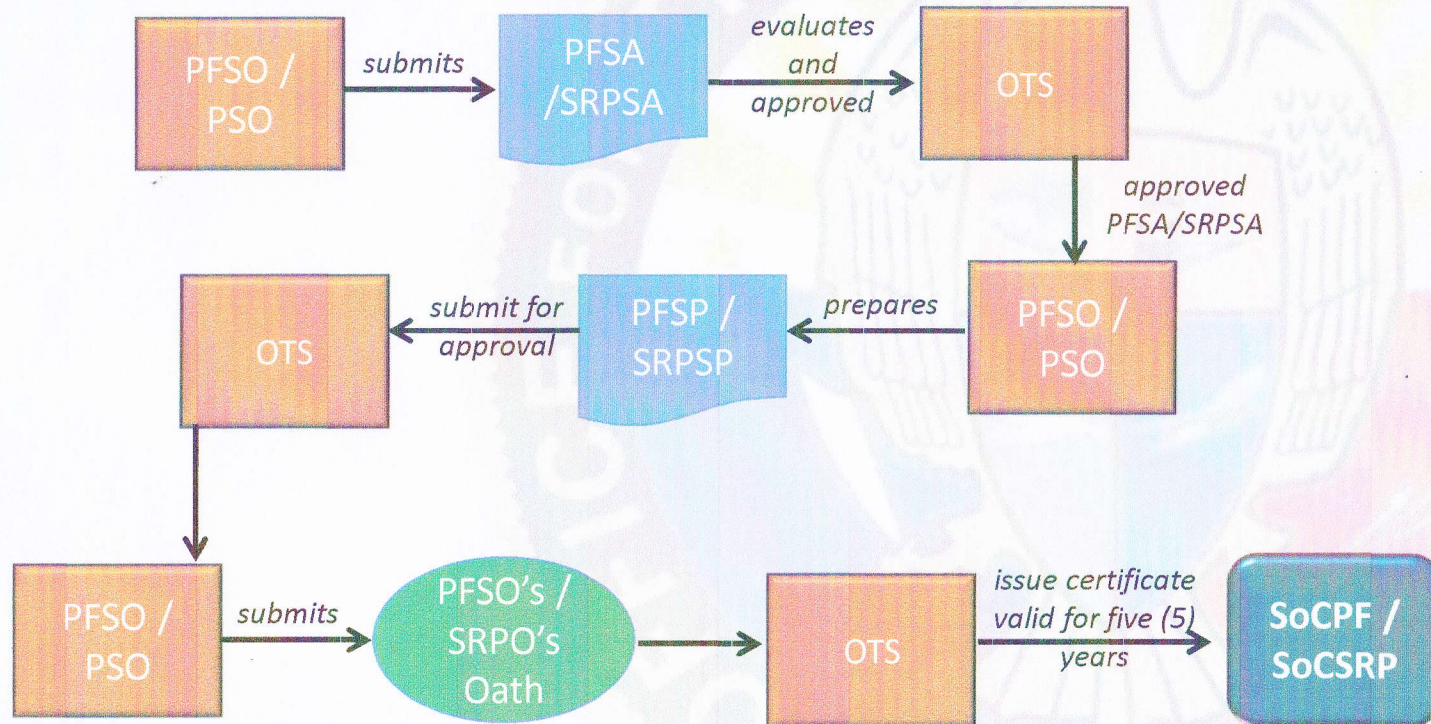 PFSO /
PSO
submits
PFSA
/SRPSA
evaluates
and
approved
OTS
approved
PFSA/SRPSA
PFSO /
PSO
prepares
PFSP /
SRPSP
submit for
approval
OTS
PFSO /
PSO
submits
PFSO's /
SRPO's
Oath
OTS
issue certificate
valid for five (5)
years
SoCPF /
SoCSRP